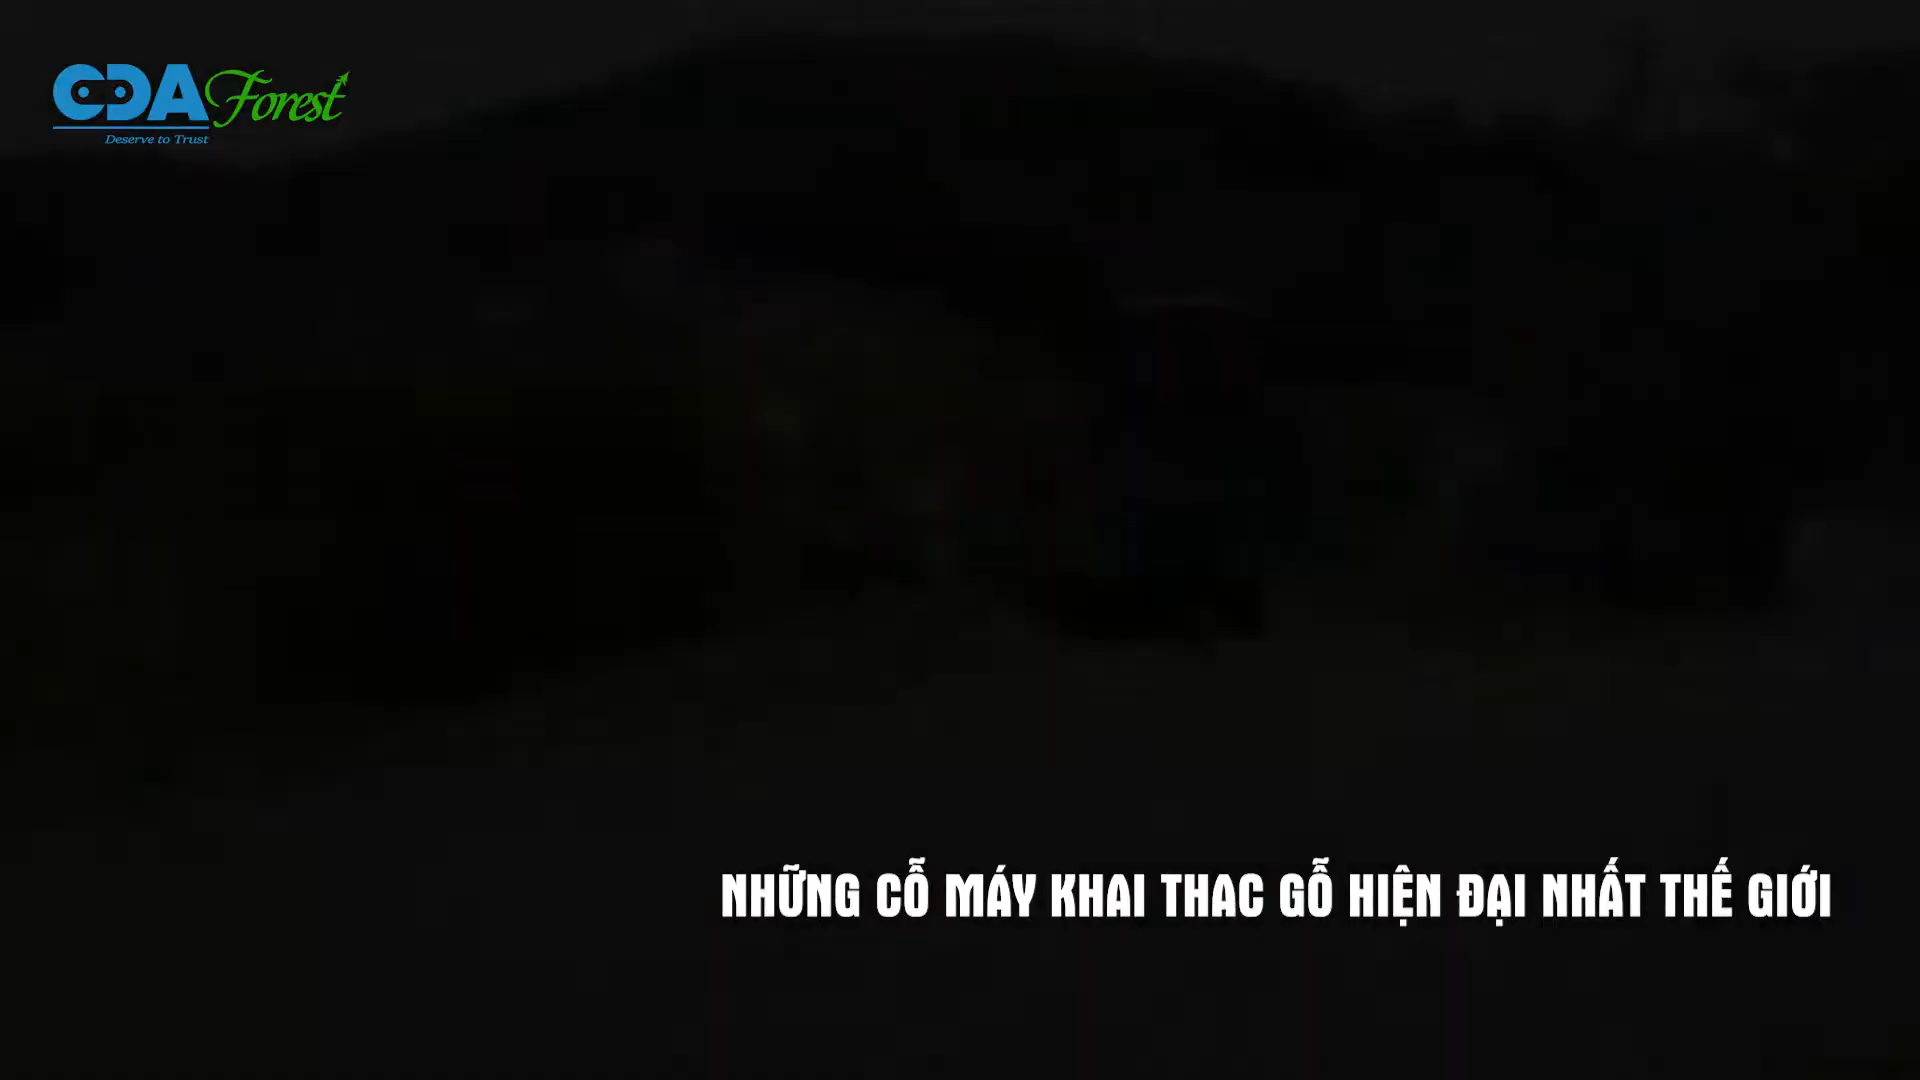 CDA Forest
Deserve to Trust
NHỮNG CỖ MÁY KHAI THAC GỖ HIỆN ĐẠI NHẤT THẾ GIỚI